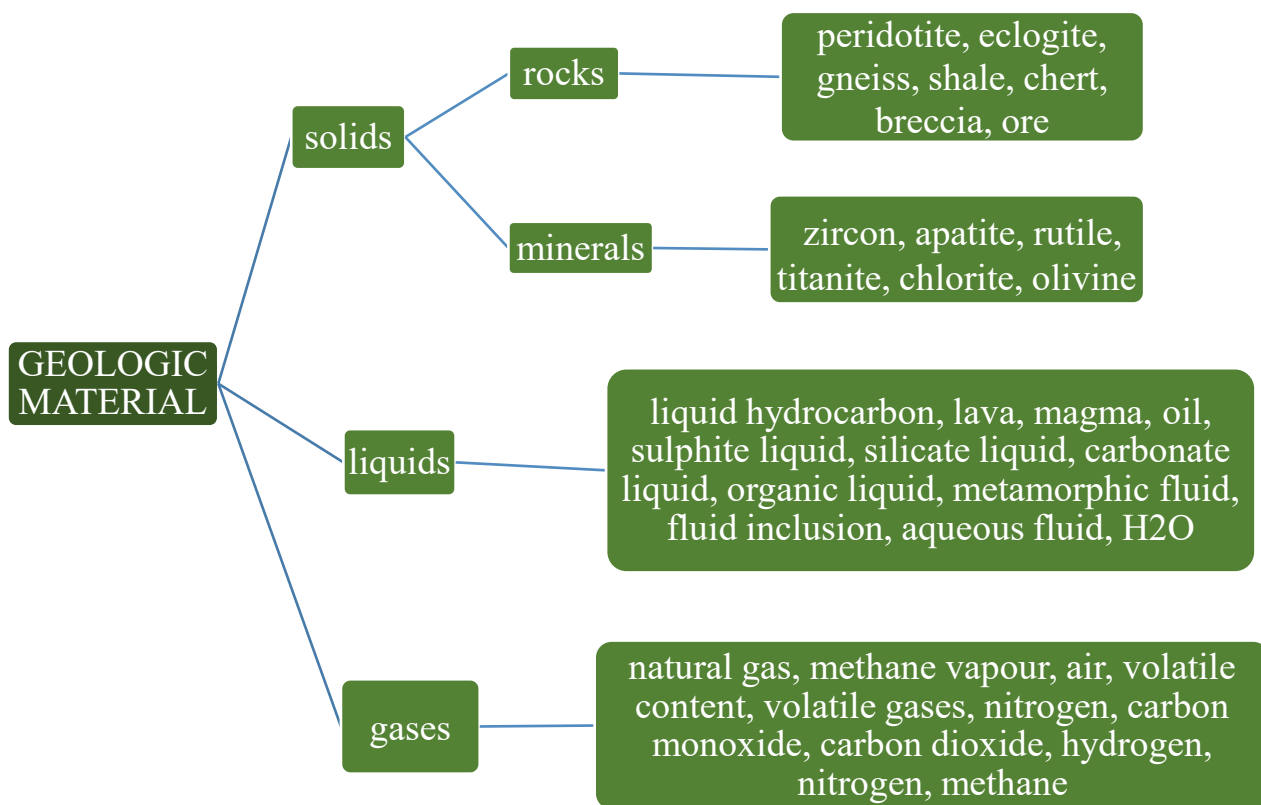 GEOLOGIC
MATERIAL
solids
rocks
peridotite, eclogite,
gneiss, shale, chert,
breccia, ore
minerals
zircon, apatite, rutile,
titanite, chlorite, olivine
liquids
liquid hydrocarbon, lava, magma, oil,
sulphite liquid, silicate liquid, carbonate
liquid, organic liquid, metamorphic fluid,
fluid inclusion, aqueous fluid, H2O
gases
natural gas, methane vapour, air, volatile
content, volatile gases, nitrogen, carbon
monoxide, carbon dioxide, hydrogen,
nitrogen, methane